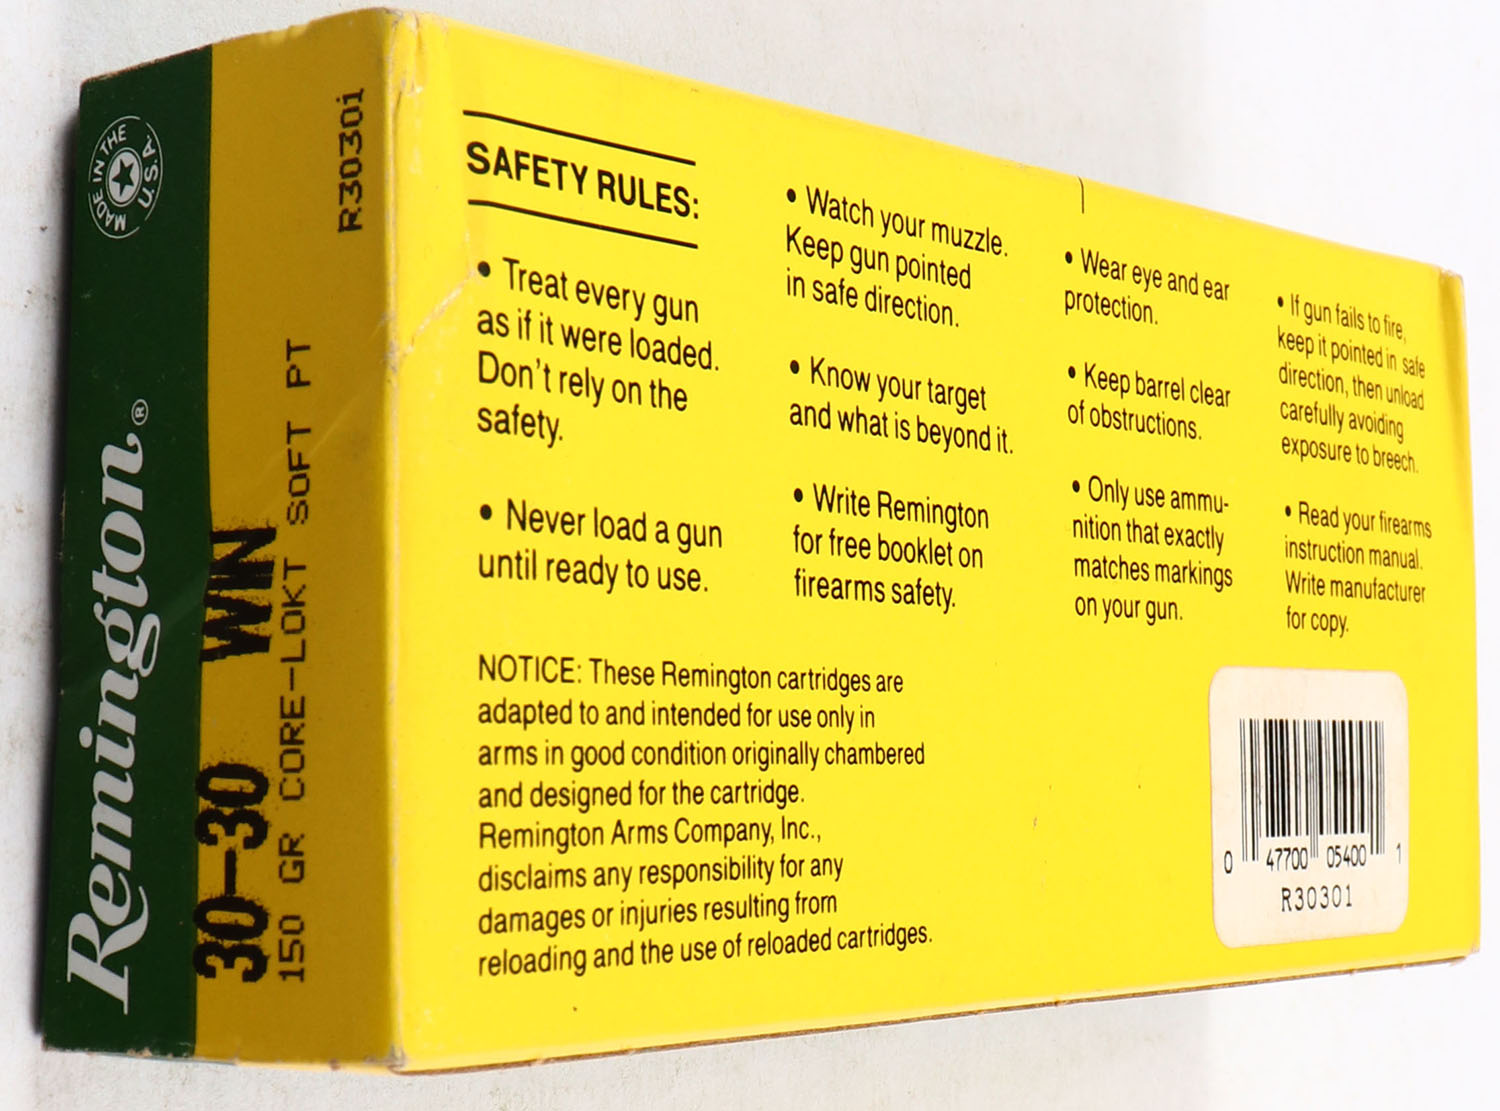 MADE IN THE U.S.A.
Remington®
30-30 WIN
150 GR CORE-LOKT SOFT PT
R30301
SAFETY RULES:
• Treat every gun
as if it were loaded.
Don't rely on the
safety.
• Never load a gun
until ready to use.
• Watch your muzzle.
Keep gun pointed
in safe direction.
• Know your target
and what is beyond it.
• Write Remington
for free booklet on
firearms safety.
• Wear eye and ear
protection.
• Keep barrel clear
of obstructions.
• Only use ammu-
nition that exactly
matches markings
on your gun.
• If gun fails to fire,
keep it pointed in safe
direction, then unload
carefully avoiding
exposure to breech.
• Read your firearms
instruction manual.
Write manufacturer
for copy.
NOTICE: These Remington cartridges are
adapted to and intended for use only in
arms in good condition originally chambered
and designed for the cartridge.
Remington Arms Company, Inc.,
disclaims any responsibility for any
damages or injuries resulting from
reloading and the use of reloaded cartridges.
0 47700 05400 1
R30301